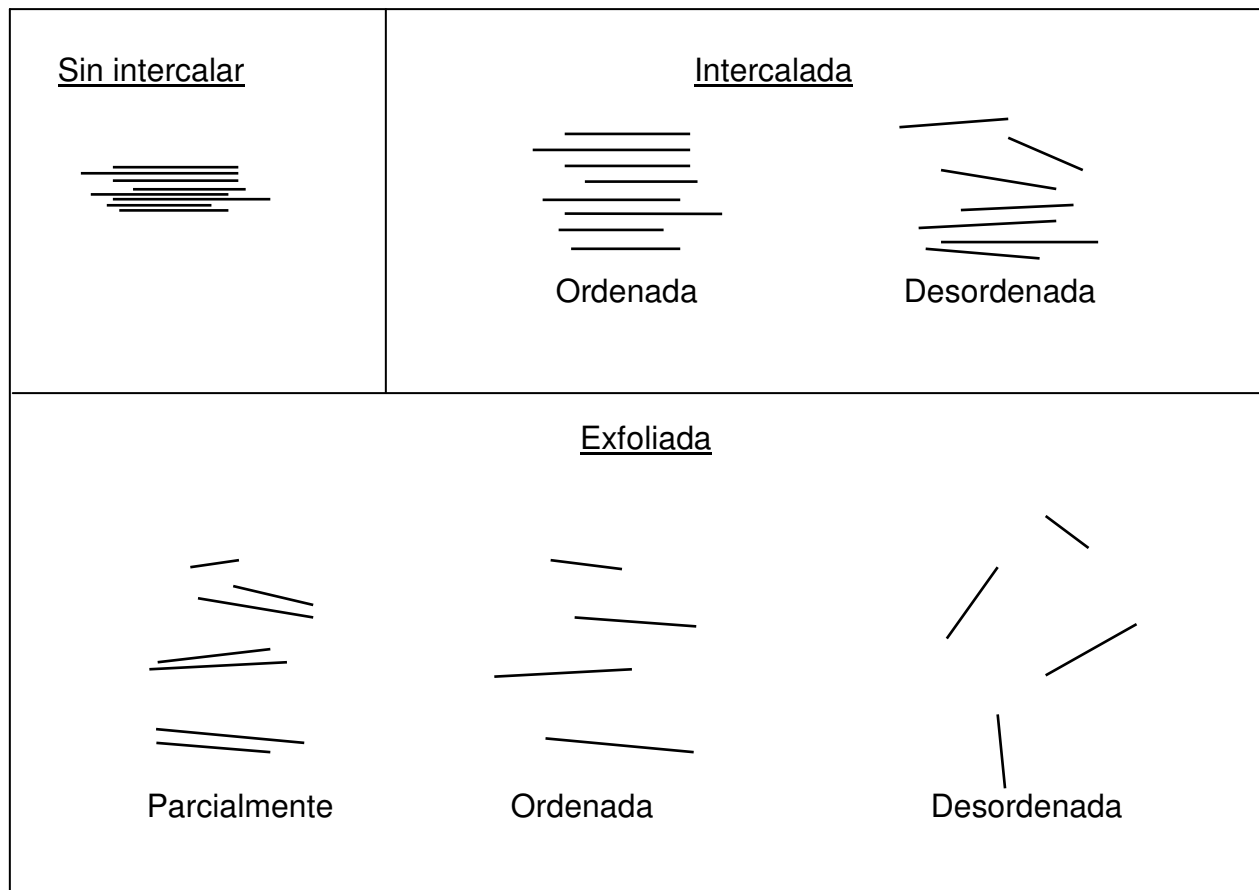 Sin intercalar
Intercalada
Ordenada
Desordenada
Exfoliada
Parcialmente
Ordenada
Desordenada